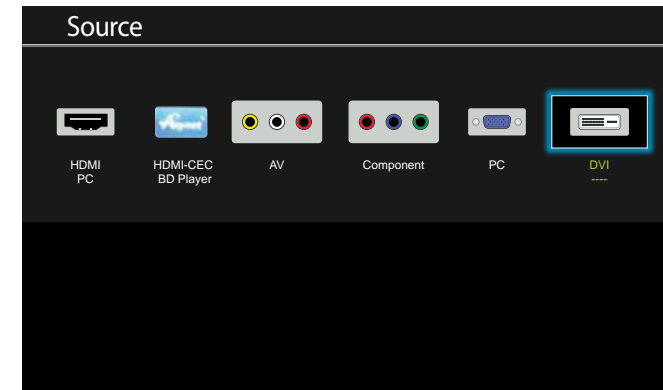 Source
HDMI
PC
HDMI-CEC
BD Player
AV
Component
PC
DVI
----